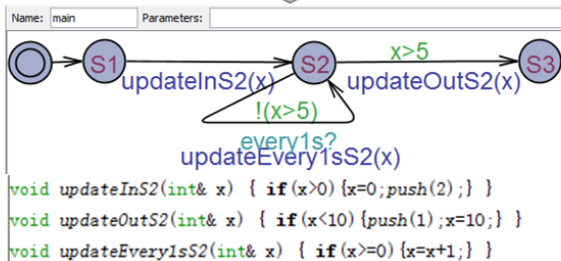 Name: main Parameters:
S1 S2 x>5 S3
updateInS2(x) updateOutS2(x)
!(x>5)
every1s?
updateEvery1sS2(x)
void updateInS2(int& x) { if(x>0){x=0;push(2);} }
void updateOutS2(int& x) { if(x<10){push(1);x=10;} }
void updateEvery1sS2(int& x) { if(x>=0){x=x+1;} }